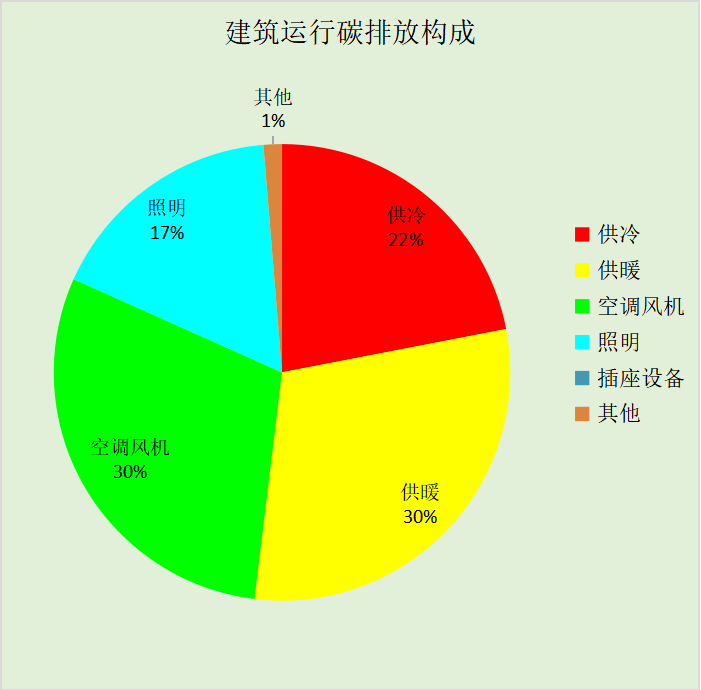 建筑运行碳排放构成
其他
1%
照明
17%
供冷
22%
空调风机
30%
供暖
30%
供冷
供暖
空调风机
照明
插座设备
其他